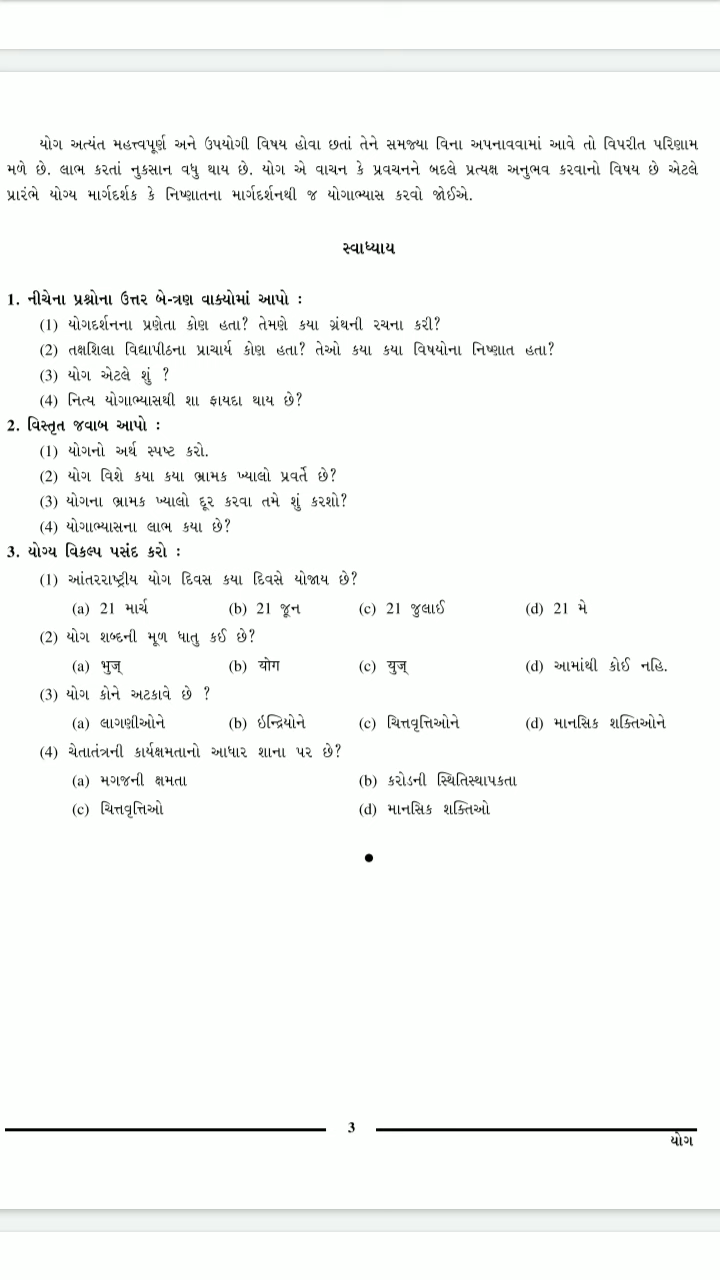 યોગ અત્યંત મહત્ત્વપૂર્ણ અને ઉપયોગી વિષય હોવા છતાં તેને સમજ્યા વિના અપનાવવામાં આવે તો વિપરીત પરિણામ
મળે છે. લાભ કરતાં નુકસાન વધુ થાય છે. યોગ એ વાચન કે પ્રવચનને બદલે પ્રત્યક્ષ અનુભવ કરવાનો વિષય છે એટલે
પ્રારંભે યોગ્ય માર્ગદર્શક કે નિષ્ણાતના માર્ગદર્શનથી જ યોગાભ્યાસ કરવો જોઈએ.
સ્વાધ્યાય
1. નીચેના પ્રશ્નોના ઉત્તર બે-ત્રણ વાક્યોમાં આપો :
(1) યોગદર્શનના પ્રણેતા કોણ હતા? તેમણે કયા ગ્રંથની રચના કરી?
(2) તક્ષશિલા વિદ્યાપીઠના પ્રાચાર્ય કોણ હતા? તેઓ કયા કયા વિષયોના નિષ્ણાત હતા?
(3) યોગ એટલે શું ?
(4) નિત્ય યોગાભ્યાસથી શા ફાયદા થાય છે?
2. વિસ્તૃત જવાબ આપો :
(1) યોગનો અર્થ સ્પષ્ટ કરો.
(2) યોગ વિશે કયા કયા ભ્રામક ખ્યાલો પ્રવર્તે છે?
(3) યોગના ભ્રામક ખ્યાલો દૂર કરવા તમે શું કરશો?
(4) યોગાભ્યાસના લાભ કયા છે?
3. યોગ્ય વિકલ્પ પસંદ કરો :
(1) આંતરરાષ્ટ્રીય યોગ દિવસ કયા દિવસે યોજાય છે?
(a) 21 માર્ચ (b) 21 જૂન (c) 21 જુલાઈ (d) 21 મે
(2) યોગ શબ્દની મૂળ ધાતુ કઈ છે?
(a) भुज् (b) योग (c) युज् (d) આમાંથી કોઈ નહિ.
(3) યોગ કોને અટકાવે છે ?
(a) લાગણીઓને (b) ઇન્દ્રિયોને (c) ચિત્તવૃત્તિઓને (d) માનસિક શક્તિઓને
(4) ચેતાતંત્રની કાર્યક્ષમતાનો આધાર શાના પર છે?
(a) મગજની ક્ષમતા (b) કરોડની સ્થિતિસ્થાપકતા
(c) ચિત્તવૃત્તિઓ (d) માનસિક શક્તિઓ
3
યોગ